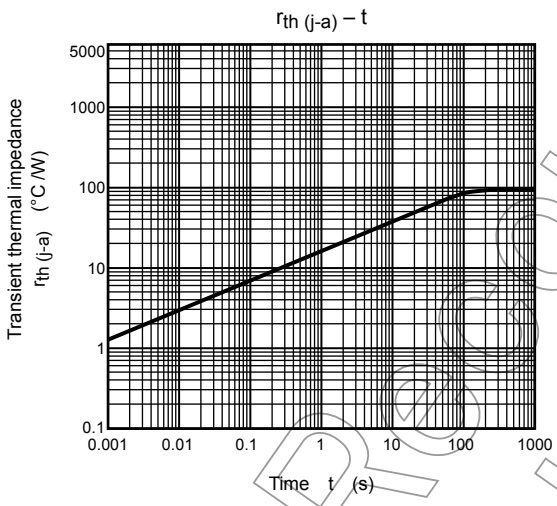 rth (j-a) – t
Transient thermal impedance
rth (j-a) (°C /W)
5000
1000
100
10
1
0.1
0.001 0.01 0.1 1 10 100 1000
Time t (s)
Reco